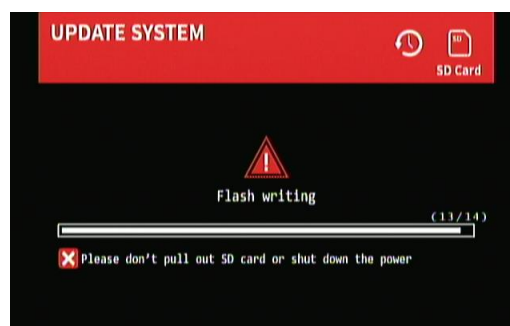 UPDATE SYSTEM
SD
SD Card
Flash writing
(13/14)
Please don't pull out SD card or shut down the power